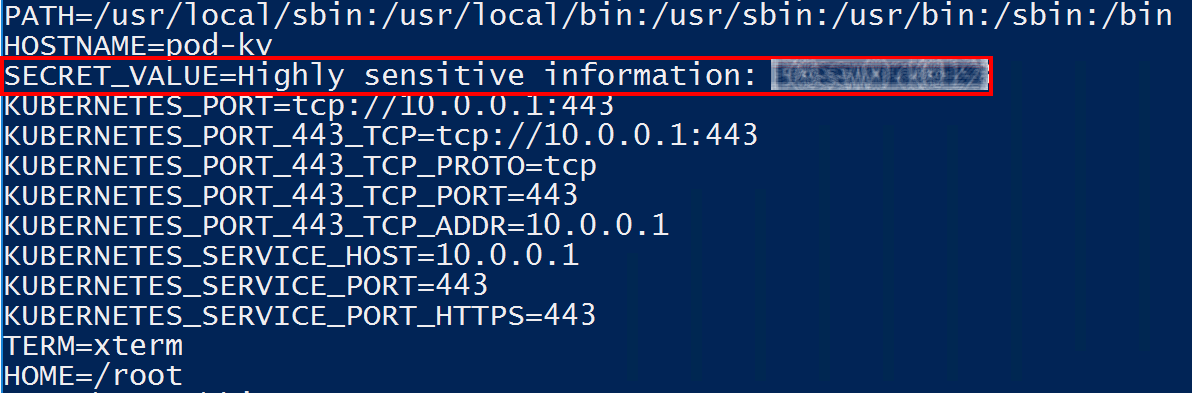 PATH=/usr/local/sbin:/usr/local/bin:/usr/sbin:/usr/bin:/sbin:/bin
HOSTNAME=pod-kv
SECRET_VALUE=Highly sensitive information:
KUBERNETES_PORT=tcp://10.0.0.1:443
KUBERNETES_PORT_443_TCP=tcp://10.0.0.1:443
KUBERNETES_PORT_443_TCP_PROTO=tcp
KUBERNETES_PORT_443_TCP_PORT=443
KUBERNETES_PORT_443_TCP_ADDR=10.0.0.1
KUBERNETES_SERVICE_HOST=10.0.0.1
KUBERNETES_SERVICE_PORT=443
KUBERNETES_SERVICE_PORT_HTTPS=443
TERM=xterm
HOME=/root